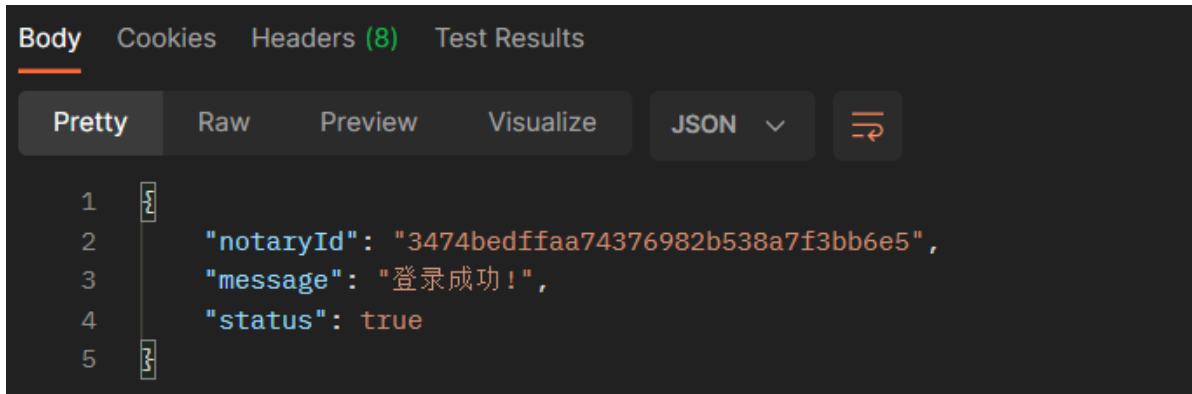 Body Cookies Headers (8) Test Results
Pretty Raw Preview Visualize JSON
1 {
2 "notaryId": "3474bedffaa74376982b538a7f3bb6e5",
3 "message": "登录成功!",
4 "status": true
5 }